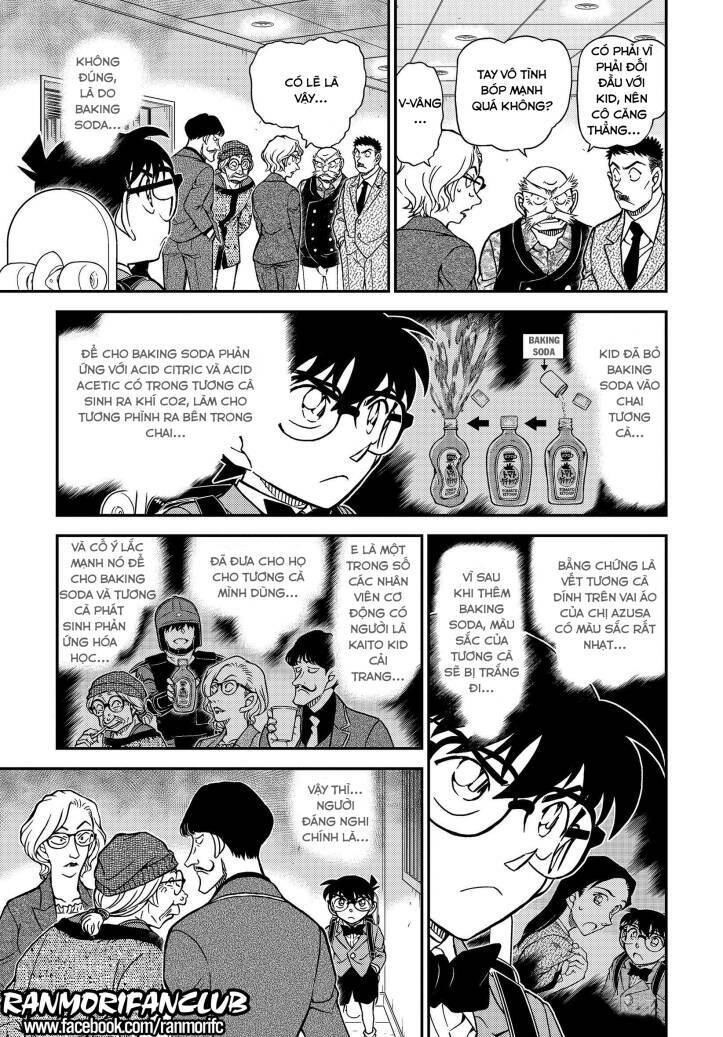 CÓ PHẢI VÌ
PHẢI ĐỐI
ĐẦU VỚI
KID, NÊN
CÔ CĂNG
THẲNG...
TAY VÔ TÌNH
BÓP MẠNH
QUÁ KHÔNG?
V-VÂNG
...
CÓ LẼ LÀ
VẬY...
KHÔNG
ĐÚNG,
LÀ DO
BAKING
SODA...
KID ĐÃ BỎ
BAKING
SODA VÀO
CHAI
TƯƠNG
CÀ...
BAKING
SODA
TOMATO
KETCHUP
TOMATO
KETCHUP
TOMATO
KETCHUP
ĐỂ CHO BAKING SODA PHẢN
ỨNG VỚI ACID CITRIC VÀ ACID
ACETIC CÓ TRONG TƯƠNG CÀ
SINH RA KHÍ CO2, LÀM CHO
TƯƠNG PHÌNH RA BÊN TRONG
CHAI...
BẰNG CHỨNG LÀ
VẾT TƯƠNG CÀ
DÍNH TRÊN VAI ÁO
CỦA CHỊ AZUSA
CÓ MÀU SẮC RẤT
NHẠT...
VÌ SAU
KHI THÊM
BAKING
SODA, MÀU
SẮC CỦA
TƯƠNG CÀ
SẼ BỊ TRẮNG
ĐI...
E LÀ MỘT
TRONG SỐ
CÁC NHÂN
VIÊN CƠ
ĐỘNG CÓ
NGƯỜI LÀ
KAITO KID
CẢI
TRANG...
ĐÃ ĐƯA CHO HỌ
CHO TƯƠNG CÀ
MÌNH DÙNG...
VÀ CỐ Ý LẮC
MẠNH NÓ ĐỂ
CHO BAKING
SODA VÀ TƯƠNG
CÀ PHÁT
SINH PHẢN
ỨNG HÓA
HỌC...
VẬY THÌ...
NGƯỜI
ĐÁNG NGHI
CHÍNH LÀ...
RANMORIFANCLUB
www.facebook.com/ranmorifc